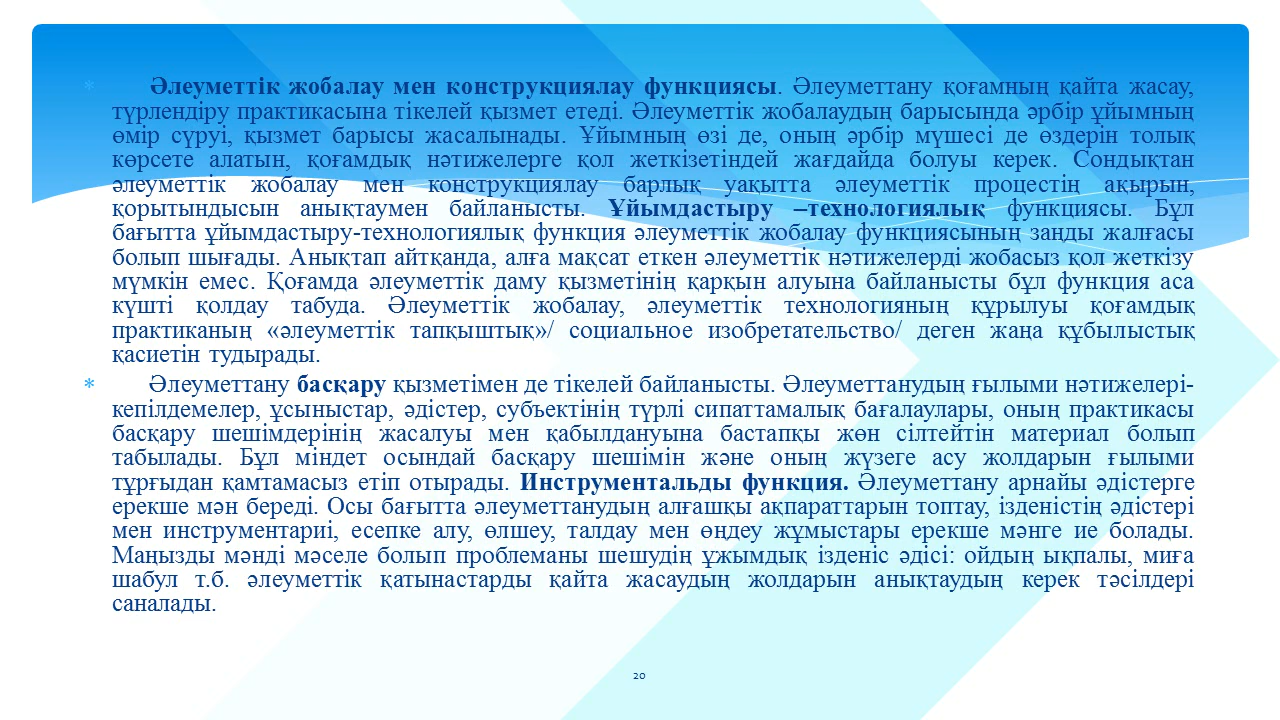 * Әлеуметтік жобалау мен конструкциялау функциясы. Әлеуметтану қоғамның қайта жасау,
түрлендіру практикасына тікелей қызмет етеді. Әлеуметтік жобалаудың барысында әрбір ұйымның
өмір сүруі, қызмет барысы жасалынады. Ұйымның өзі де, оның әрбір мүшесі де өздерін толық
көрсете алатын, қоғамдық нәтижелерге қол жеткізетіндей жағдайда болуы керек. Сондықтан
әлеуметтік жобалау мен конструкциялау барлық уақытта әлеуметтік процестің ақырын,
қорытындысын анықтаумен байланысты. Ұйымдастыру –технологиялық функциясы. Бұл
бағытта ұйымдастыру-технологиялық функция әлеуметтік жобалау функциясының заңды жалғасы
болып шығады. Анықтап айтқанда, алға мақсат еткен әлеуметтік нәтижелерді жобасыз қол жеткізу
мүмкін емес. Қоғамда әлеуметтік даму қызметінің қарқын алуына байланысты бұл функция аса
күшті қолдау табуда. Әлеуметтік жобалау, әлеуметтік технологияның құрылуы қоғамдық
практиканың «әлеуметтік тапқыштық»/ социальное изобретательство/ деген жаңа құбылыстық
қасиетін тудырады.
* Әлеуметтану басқару қызметімен де тікелей байланысты. Әлеуметтанудың ғылыми нәтижелері-
кепілдемелер, ұсыныстар, әдістер, субъектінің түрлі сипаттамалық бағалаулары, оның практикасы
басқару шешімдерінің жасалуы мен қабылдануына бастапқы жөн сілтейтін материал болып
табылады. Бұл міндет осындай басқару шешімін және оның жүзеге асу жолдарын ғылыми
тұрғыдан қамтамасыз етіп отырады. Инструментальды функция. Әлеуметтану арнайы әдістерге
ерекше мән береді. Осы бағытта әлеуметтанудың алғашқы ақпараттарын топтау, ізденістің әдістері
мен инструментариі, есепке алу, өлшеу, талдау мен өңдеу жұмыстары ерекше мәнге ие болады.
Маңызды мәнді мәселе болып проблеманы шешудің ұжымдық ізденіс әдісі: ойдың ықпалы, миға
шабул т.б. әлеуметтік қатынастарды қайта жасаудың жолдарын анықтаудың керек тәсілдері
саналады.
20